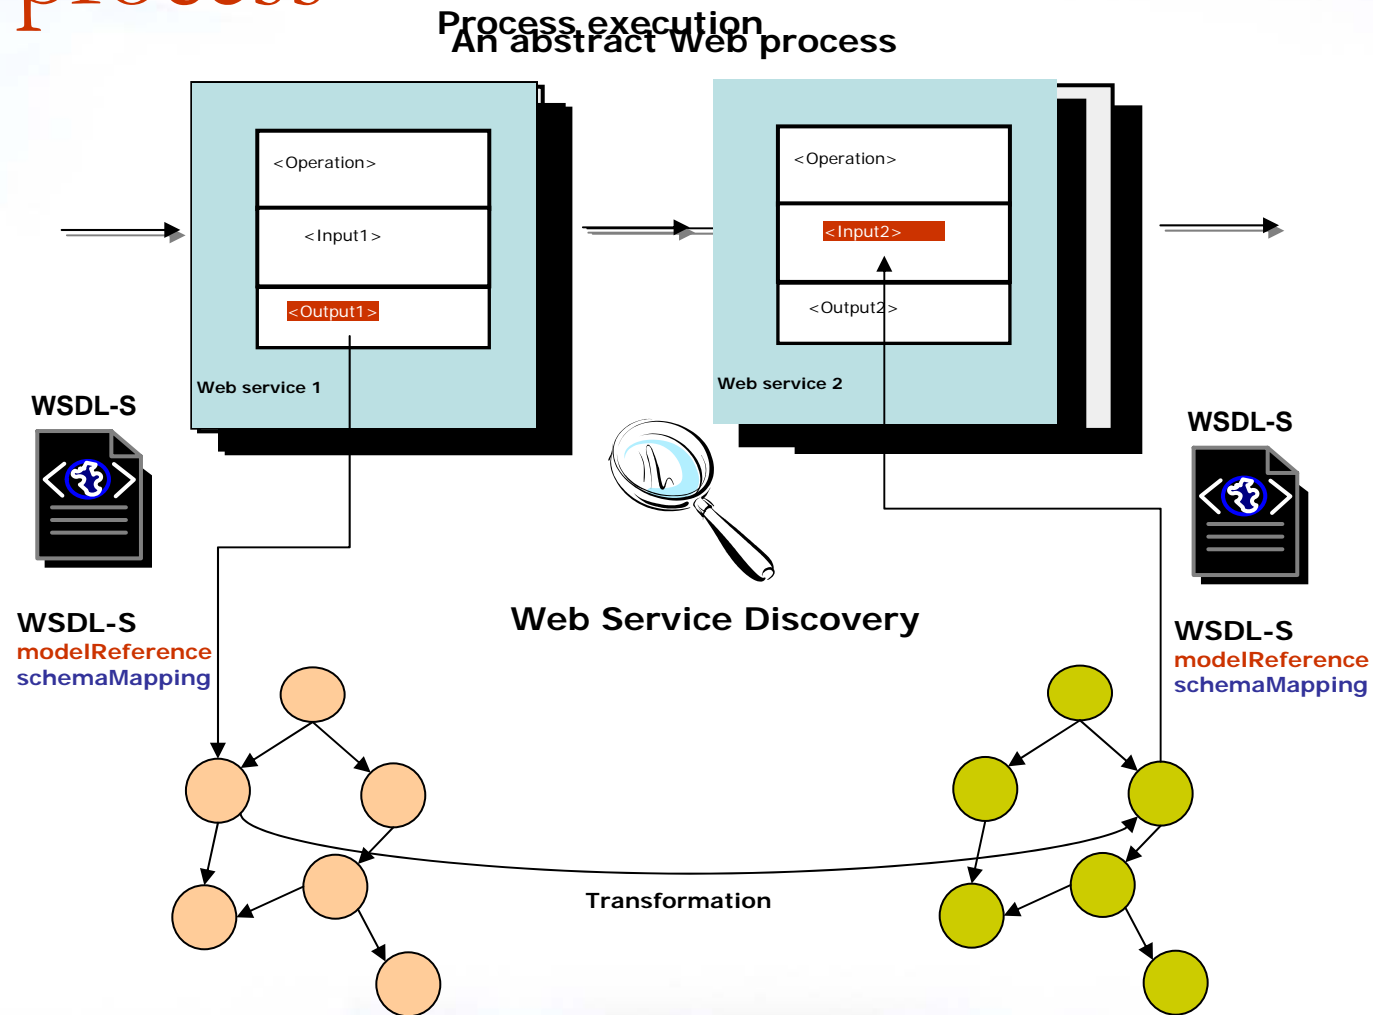 process
Process execution
An abstract Web process
<Operation>
<Input1>
<Output1>
Web service 1
<Operation>
<Input2>
<Output2>
Web service 2
WSDL-S
WSDL-S
WSDL-S
modelReference
schemaMapping
Web Service Discovery
WSDL-S
modelReference
schemaMapping
Transformation